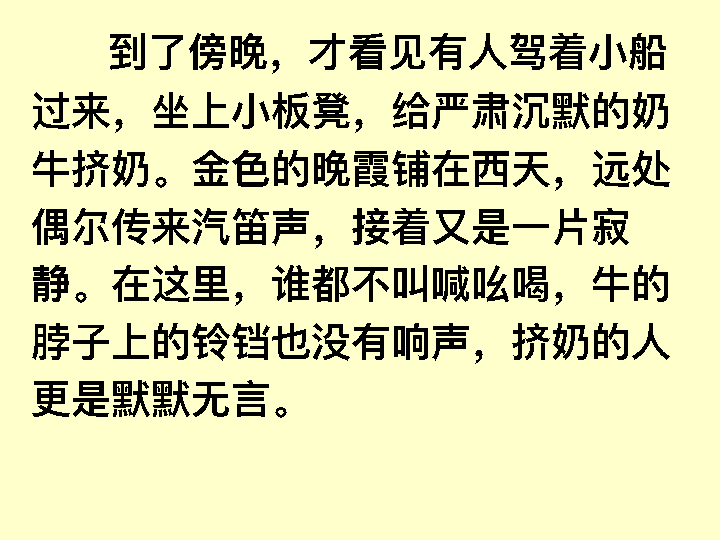 到了傍晚，才看见有人驾着小船
过来，坐上小板凳，给严肃沉默的奶
牛挤奶。金色的晚霞铺在西天，远处
偶尔传来汽笛声，接着又是一片寂
静。在这里，谁都不叫喊吆喝，牛的
脖子上的铃铛也没有响声，挤奶的人
更是默默无言。